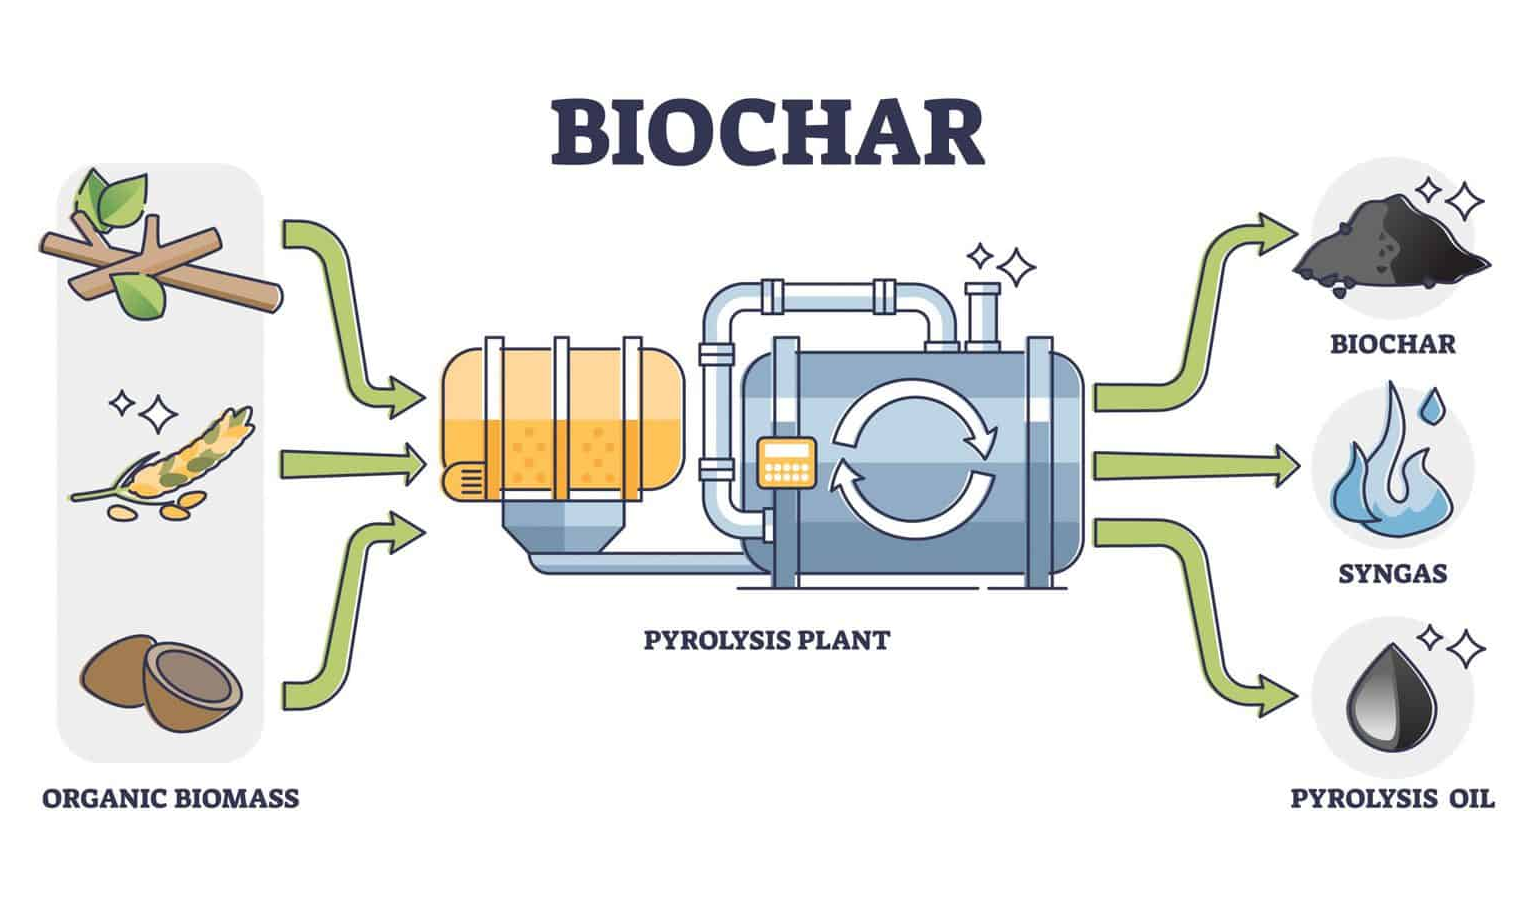 BIOCHAR
BIOCHAR
SYNGAS
PYROLYSIS PLANT
ORGANIC BIOMASS
PYROLYSIS OIL